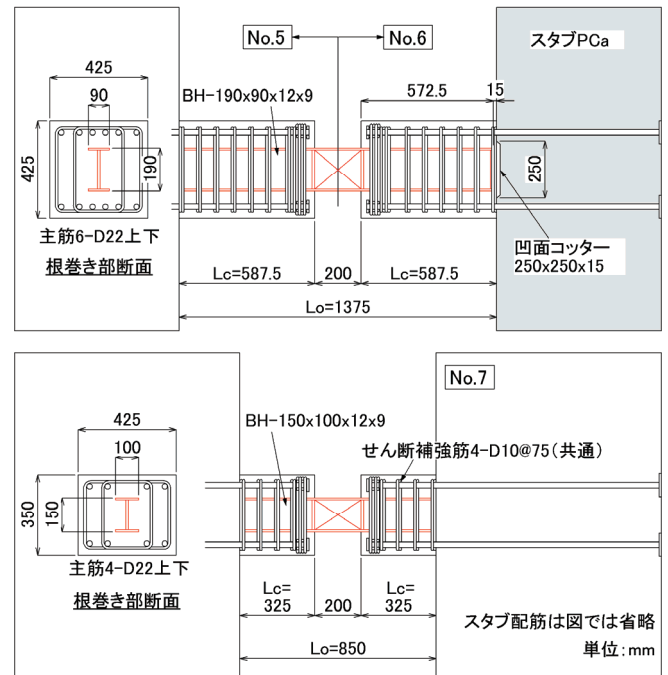 No.5
No.6
スタブPCa
425
90
BH-190x90x12x9
572.5
15
425
190
250
主筋6-D22上下
根巻き部断面
凹面コッター
250x250x15
Lc=587.5
200
Lc=587.5
Lo=1375
No.7
425
100
BH-150x100x12x9
せん断補強筋4-D10@75(共通)
350
150
主筋4-D22上下
根巻き部断面
Lc=
325
200
Lc=
325
Lo=850
スタブ配筋は図では省略
単位:mm